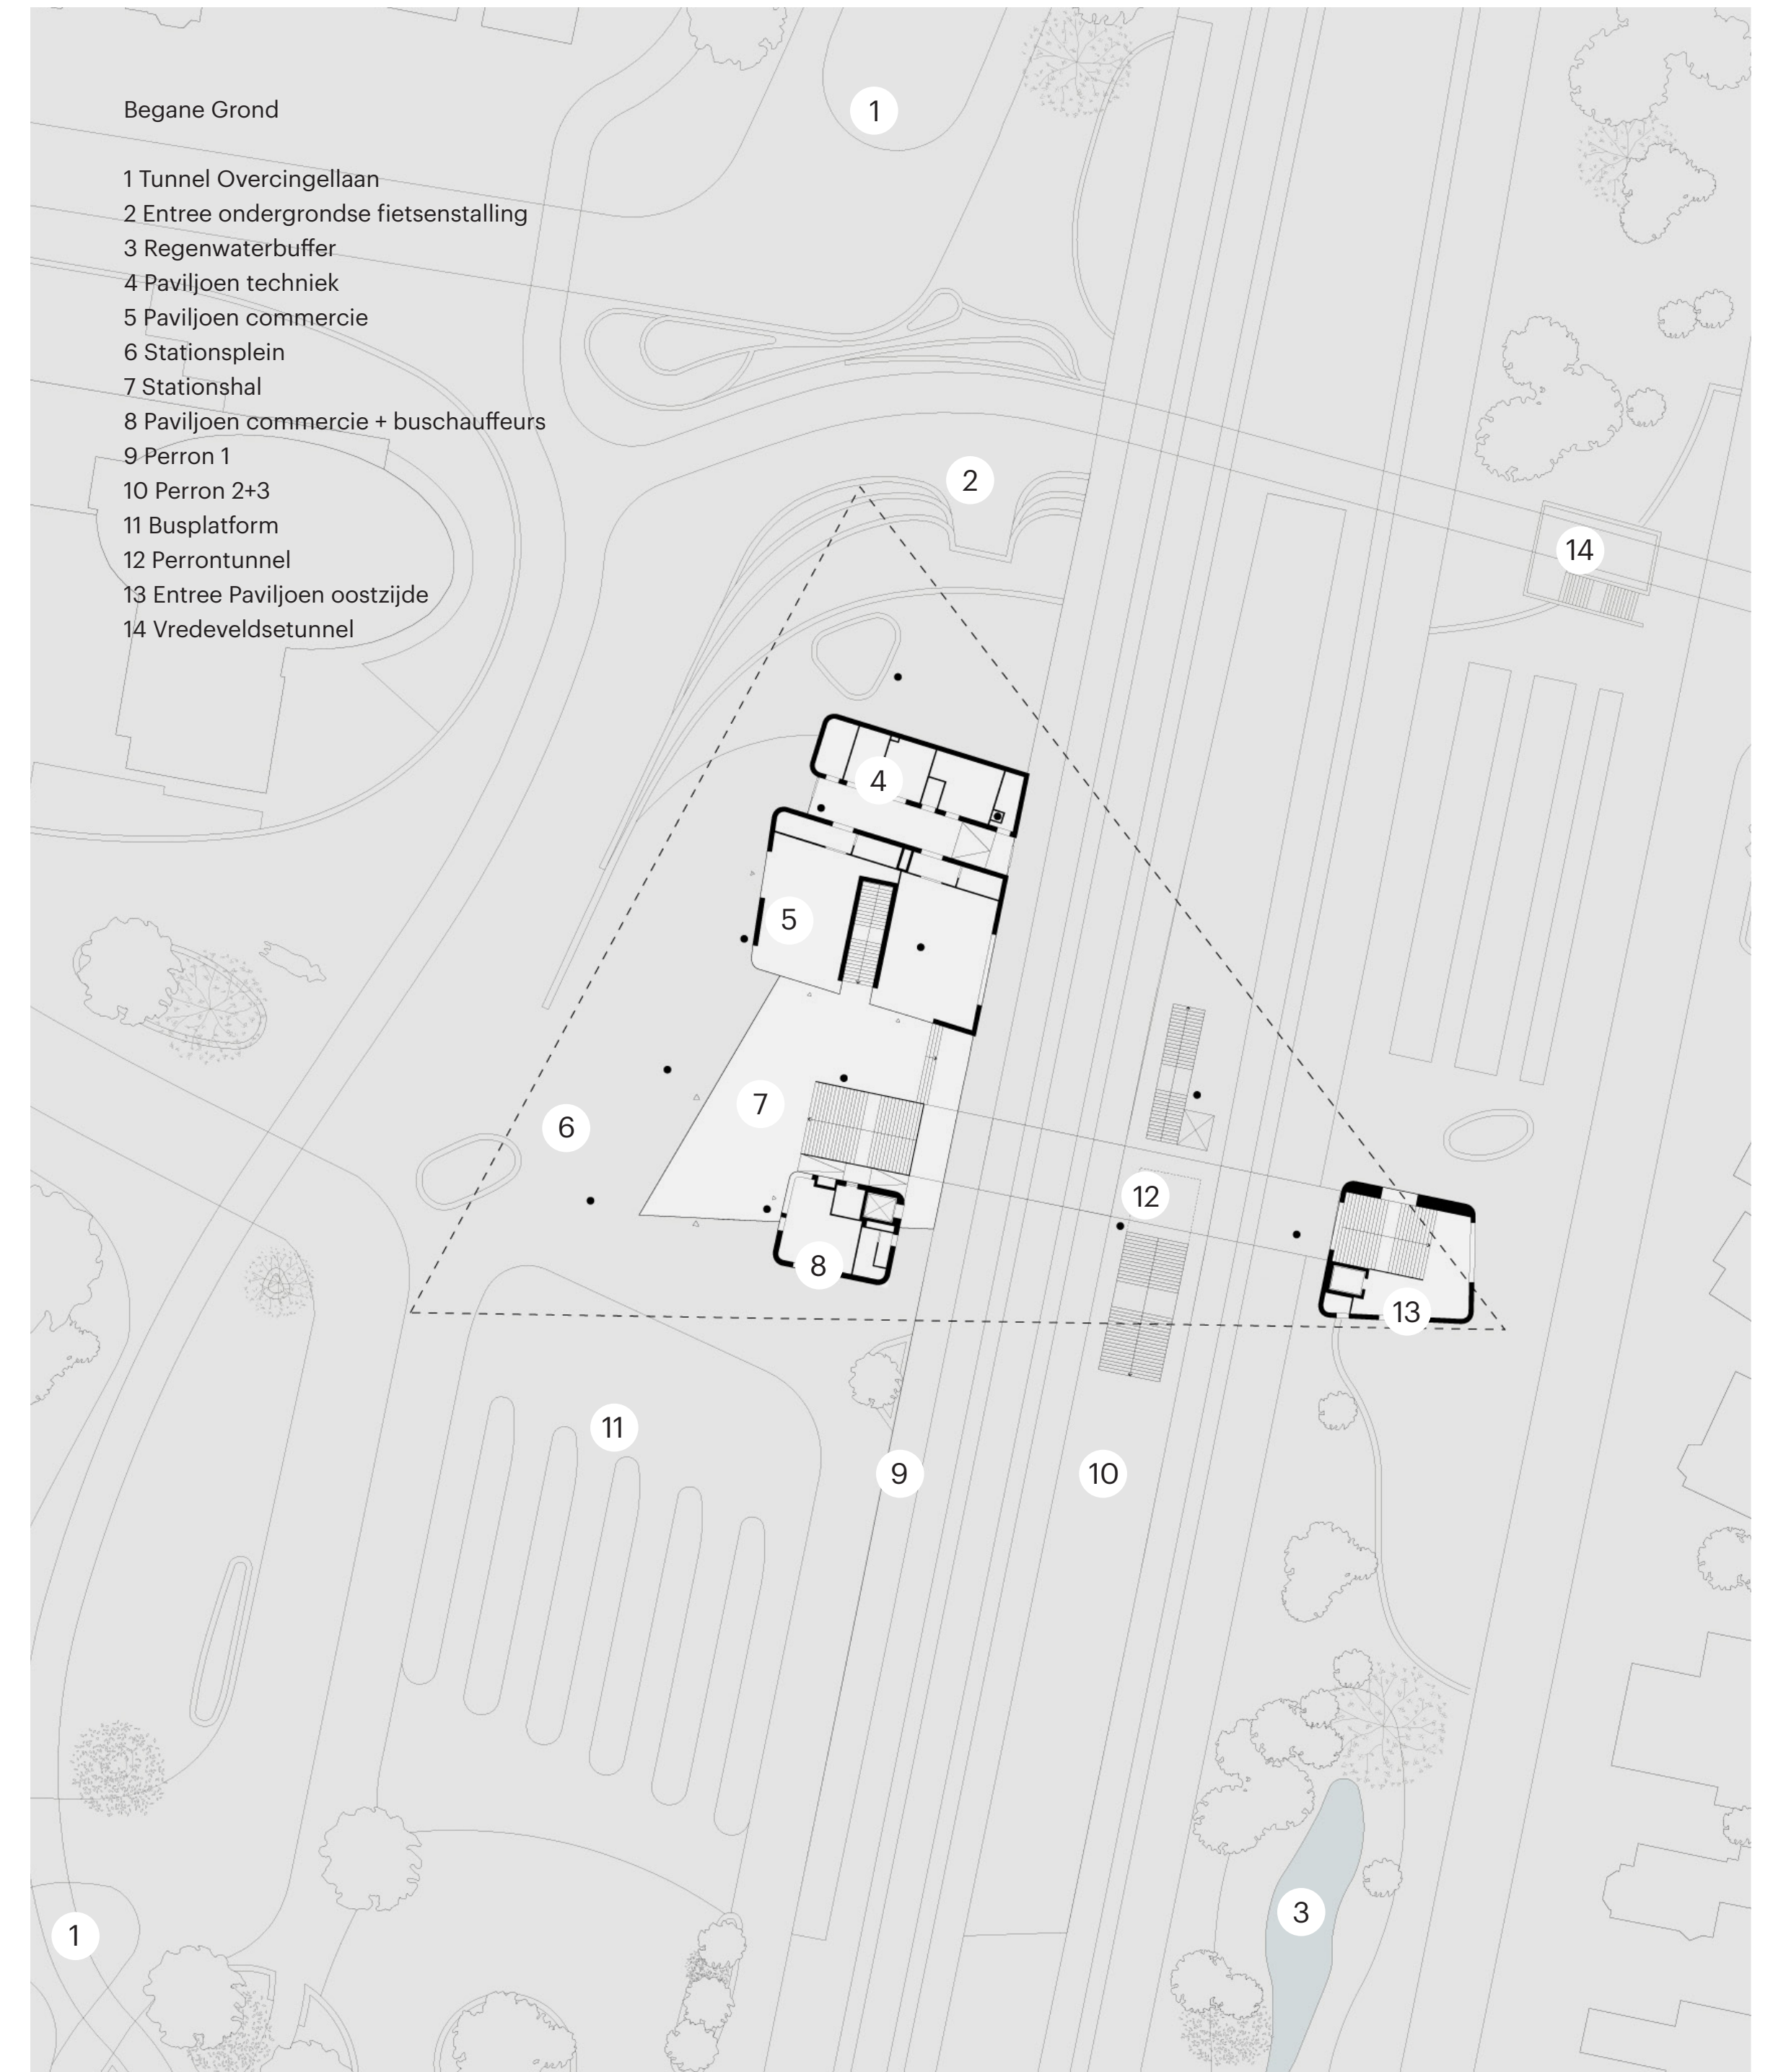 Begane Grond
1 Tunnel Overcingellaan
2 Entree ondergrondse fietsenstalling
3 Regenwaterbuffer
4 Paviljoen techniek
5 Paviljoen commercie
6 Stationsplein
7 Stationshal
8 Paviljoen commercie + buschauffeurs
9 Perron 1
10 Perron 2+3
11 Busplatform
12 Perrontunnel
13 Entree Paviljoen oostzijde
14 Vredeveldsetunnel
1
2
14
4
5
7
6
12
8
13
11
9
10
3
1